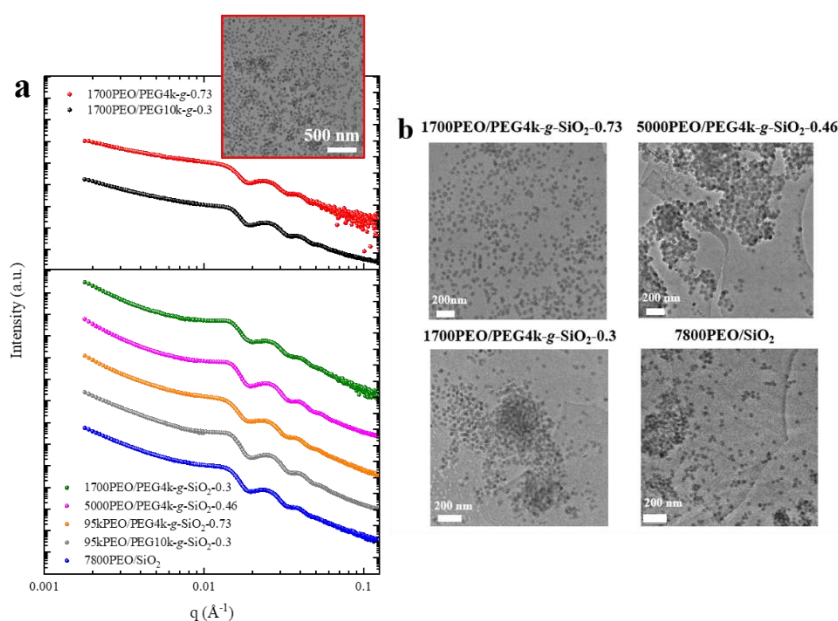 a
1700PEO/PEG4k-g-0.73
1700PEO/PEG10k-g-0.3
500 nm
Intensity (a.u.)
1700PEO/PEG4k-g-SiO₂-0.3
5000PEO/PEG4k-g-SiO₂-0.46
95kPEO/PEG4k-g-SiO₂-0.73
95kPEO/PEG10k-g-SiO₂-0.3
7800PEO/SiO₂
0.001
0.01
0.1
q (Å⁻¹)
b
1700PEO/PEG4k-g-SiO₂-0.73
5000PEO/PEG4k-g-SiO₂-0.46
200nm
200 nm
1700PEO/PEG4k-g-SiO₂-0.3
7800PEO/SiO₂
200 nm
200 nm